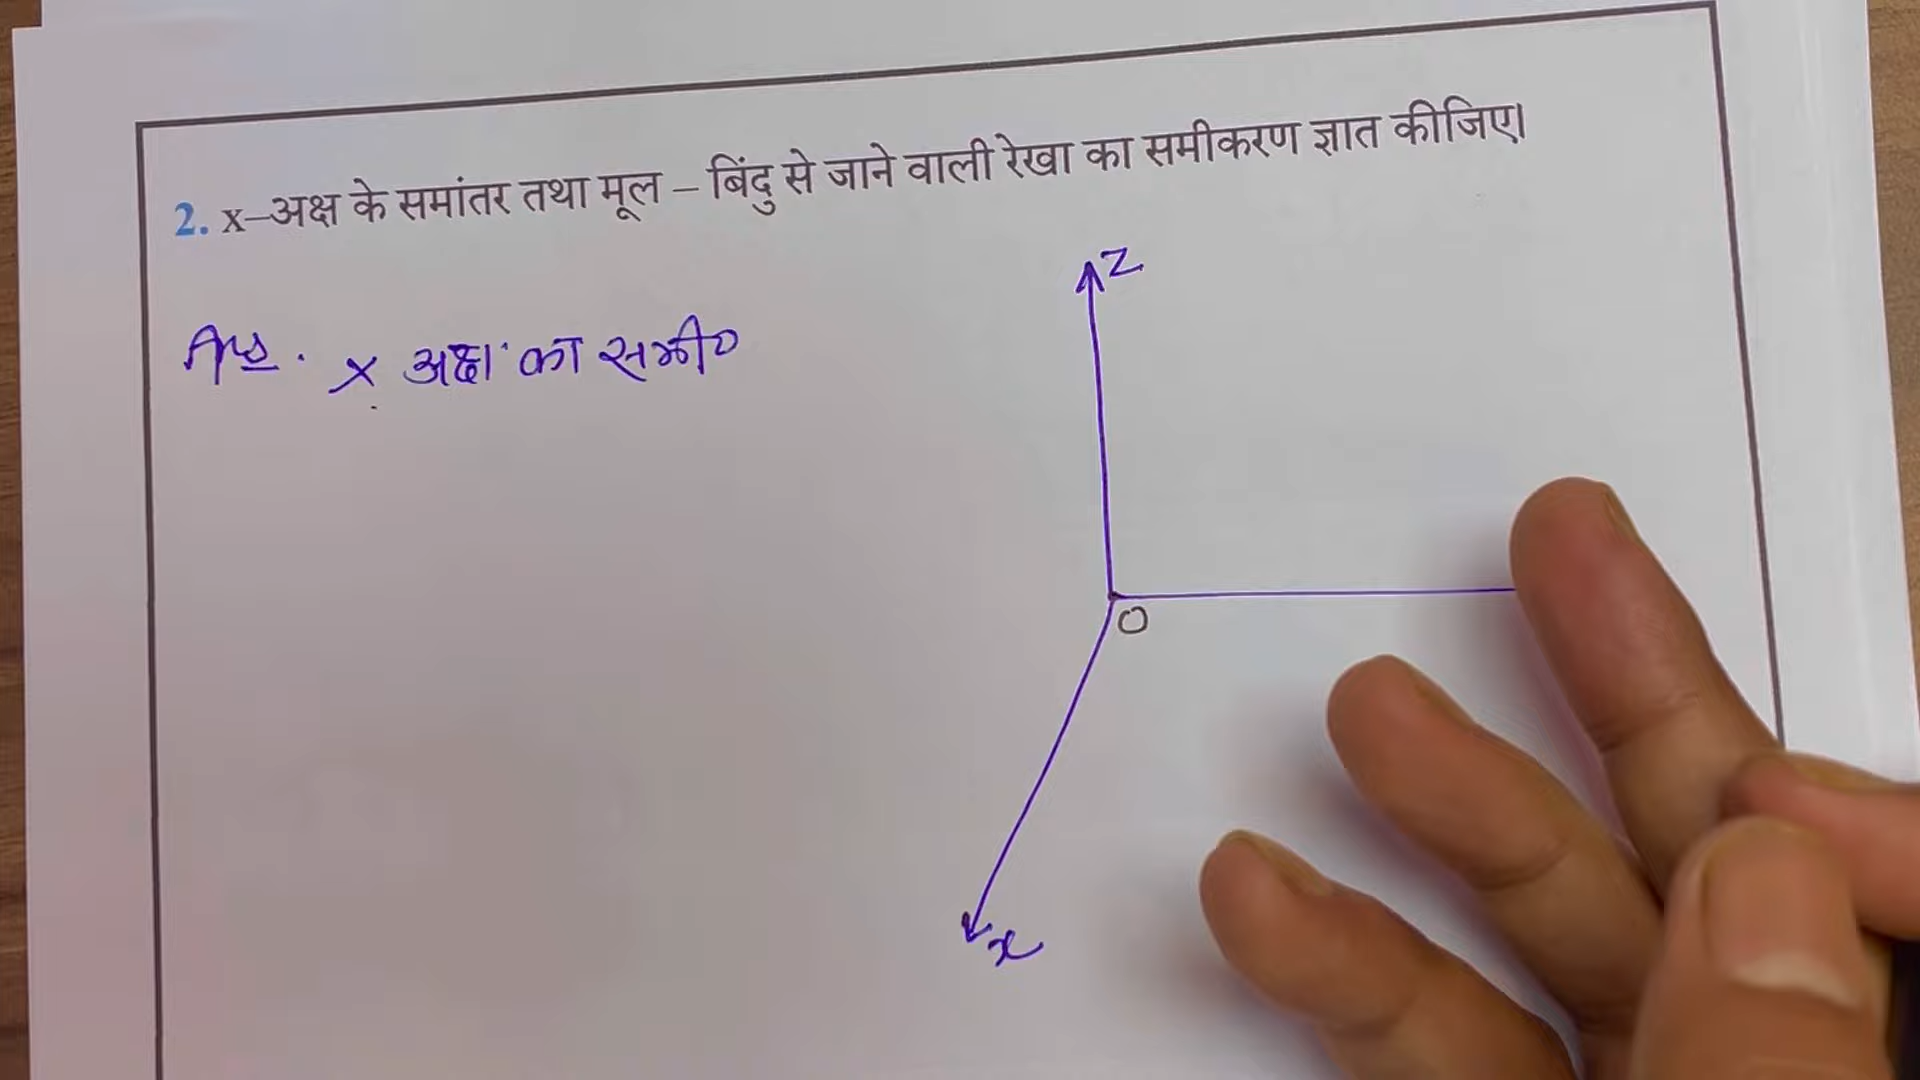 2. x–अक्ष के समांतर तथा मूल – बिंदु से जाने वाली रेखा का समीकरण ज्ञात कीजिए।
Ans. x अक्ष का समी०
z
O
x